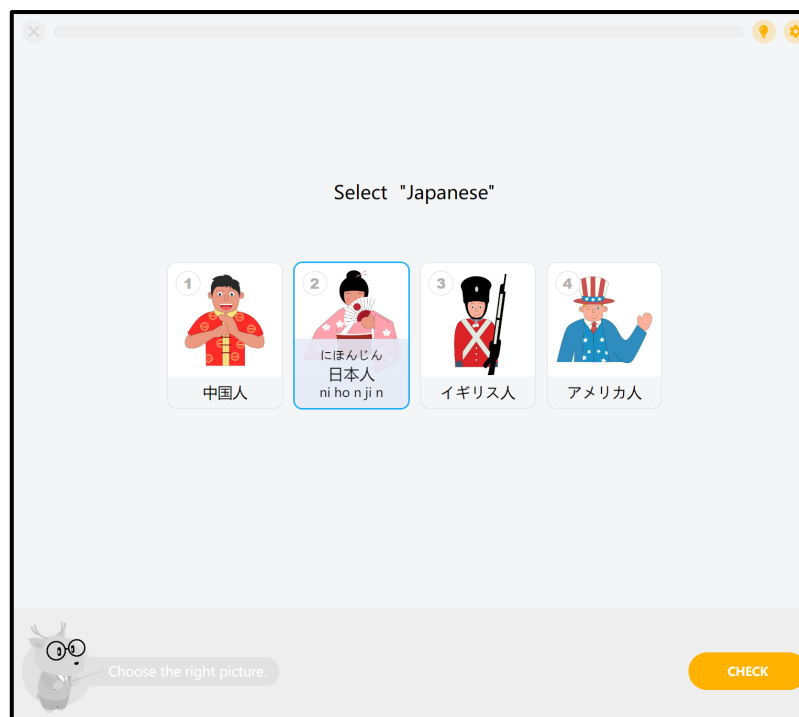 Select "Japanese"
1
2
3
4
にほんじん
中国人
日本人
イギリス人
アメリカ人
ni ho n ji n
Choose the right picture.
CHECK